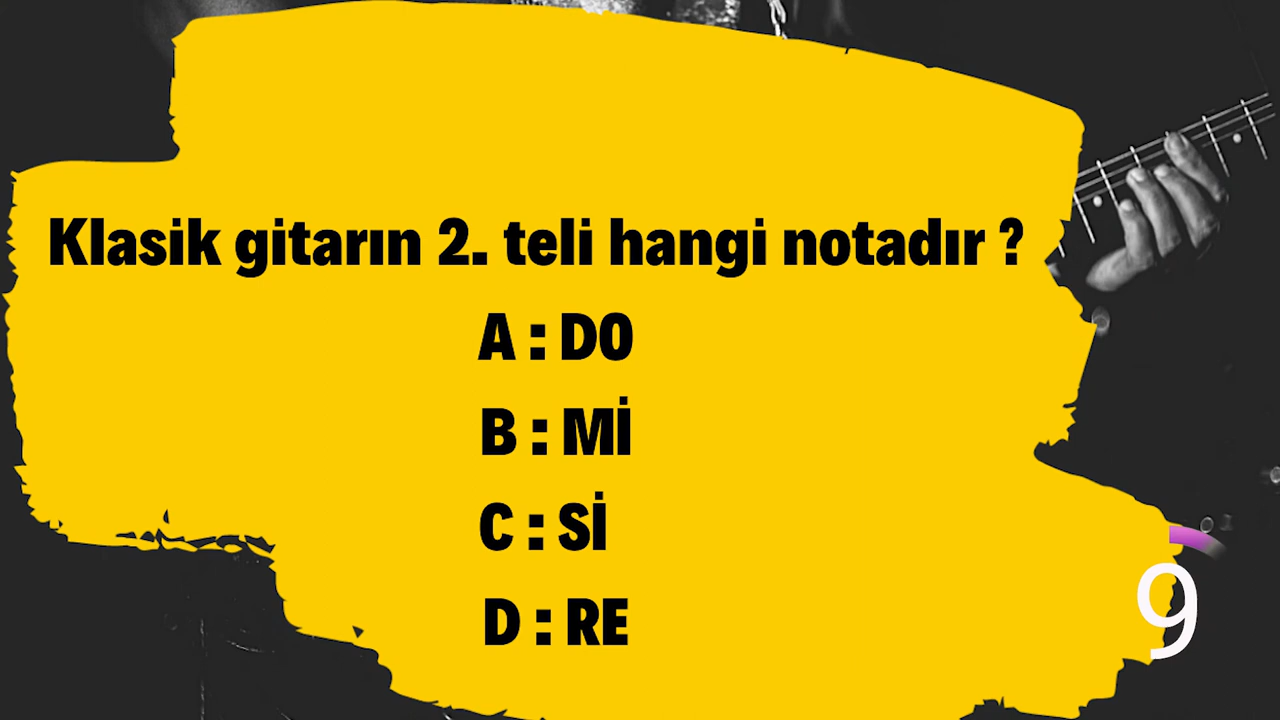 Klasik gitarın 2. teli hangi notadır ?
A : DO
B : Mİ
C : Sİ
D : RE
9